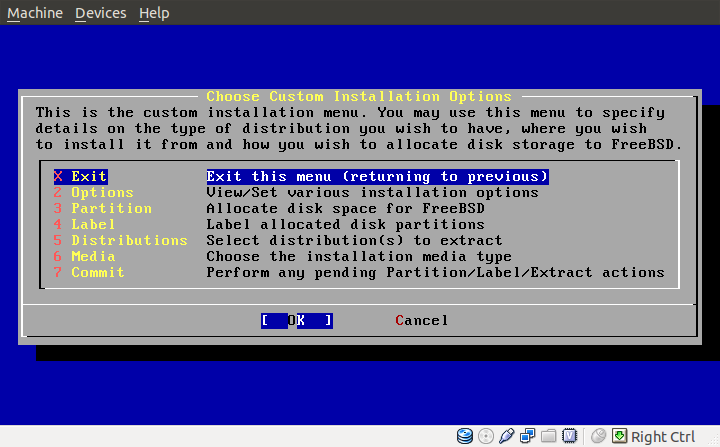 Machine Devices Help
Choose Custom Installation Options
This is the custom installation menu. You may use this menu to specify
details on the type of distribution you wish to have, where you wish
to install it from and how you wish to allocate disk storage to FreeBSD.
X Exit Exit this menu (returning to previous)
2 Options View/Set various installation options
3 Partition Allocate disk space for FreeBSD
4 Label Label allocated disk partitions
5 Distributions Select distribution(s) to extract
6 Media Choose the installation media type
7 Commit Perform any pending Partition/Label/Extract actions
[ OK ] Cancel
Right Ctrl